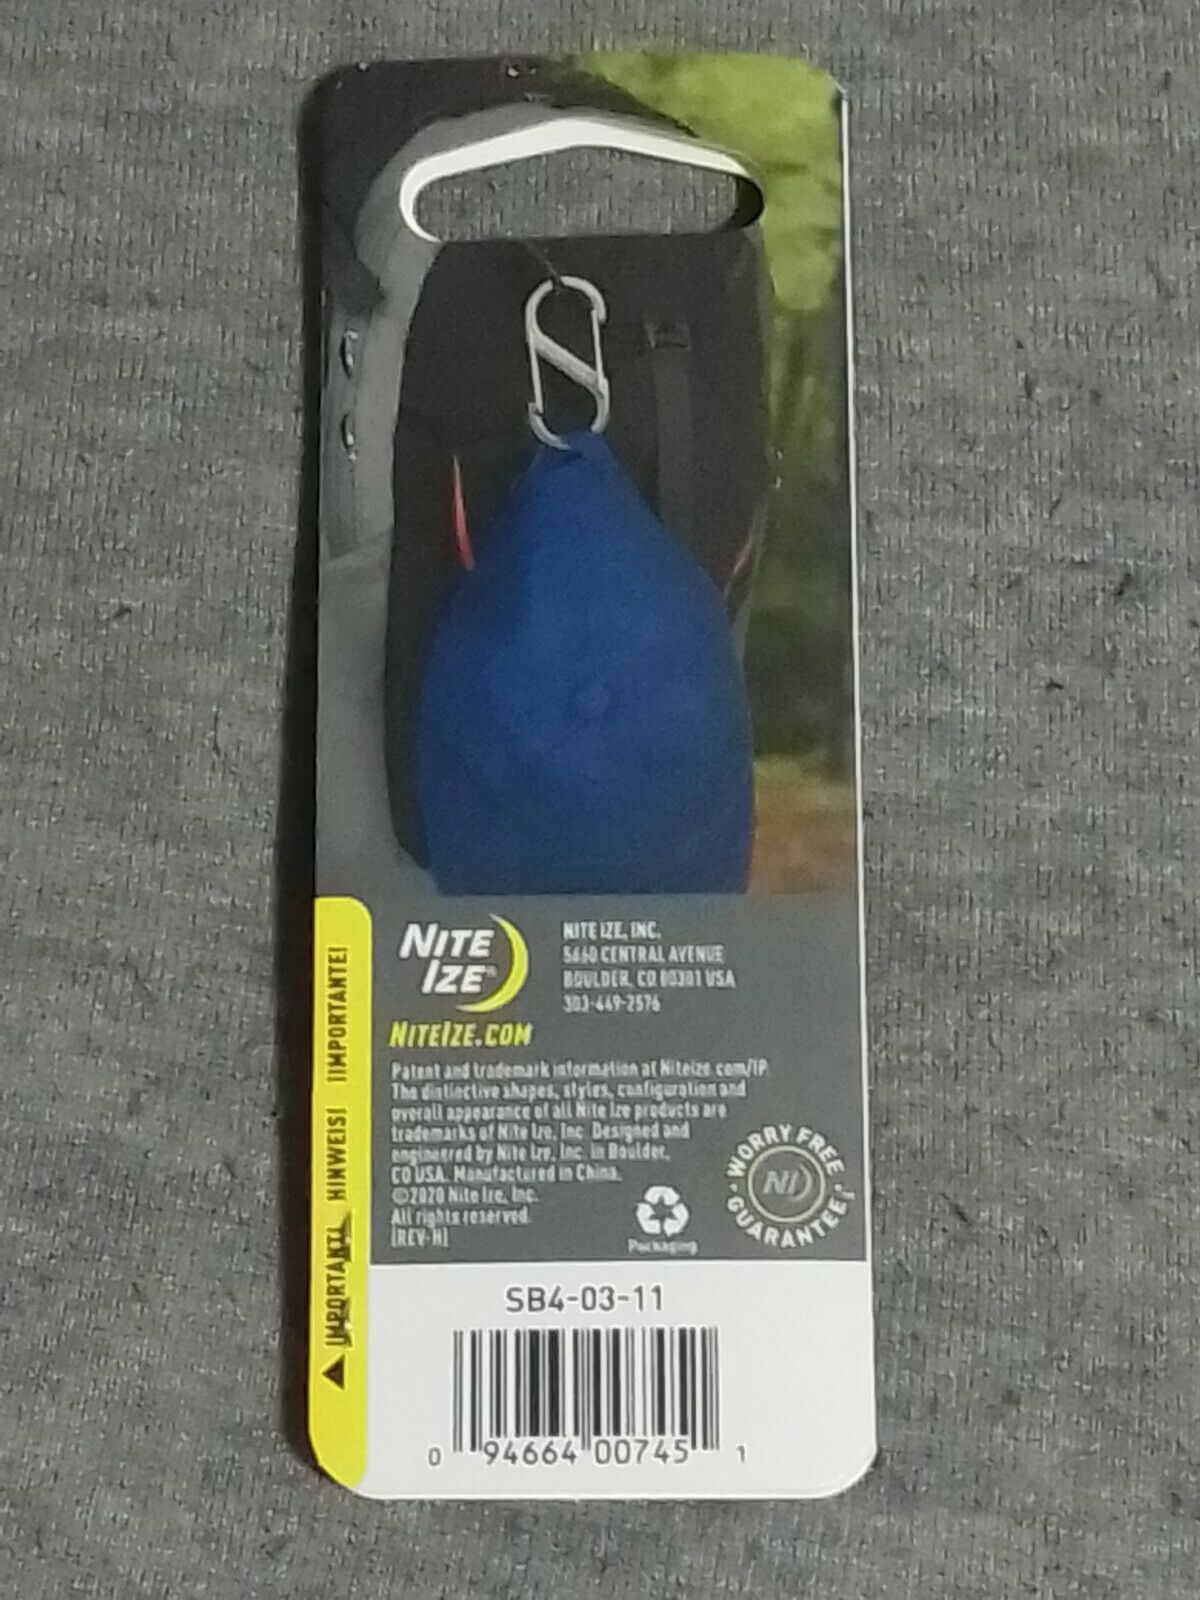 NITE
IZE™
NITEIZE.COM
NITE IZE, INC.
5660 CENTRAL AVENUE
BOULDER, CO 80301 USA
303-449-2576
Patent and trademark information at NiteIze.com/IP.
The distinctive shapes, styles, configuration and
overall appearance of all Nite Ize products are
trademarks of Nite Ize, Inc. Designed and
engineered by Nite Ize, Inc. in Boulder,
CO USA. Manufactured in China.
©2020 Nite Ize, Inc.
All rights reserved.
[REV-H]
Packaging
WORRY FREE
NI
GUARANTEE
▲ IMPORTANT! HINWEIS! ¡IMPORTANTE!
SB4-03-11
0 94664 00745 1